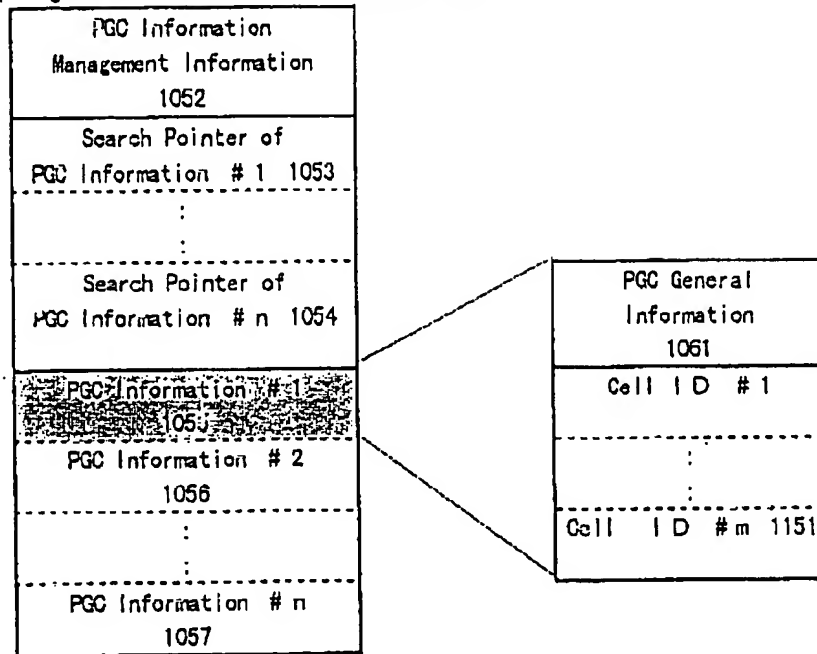 PGC Information
Management Information
1052
Search Pointer of
PGC Information # 1 1053
:
:
Search Pointer of
PGC Information # n 1054
PGC Information # 1
PGC Information # 2
1056
:
:
PGC Information # n
1057
PGC General
Information
1061
Cell ID # 1
:
:
Cell ID # m 1151